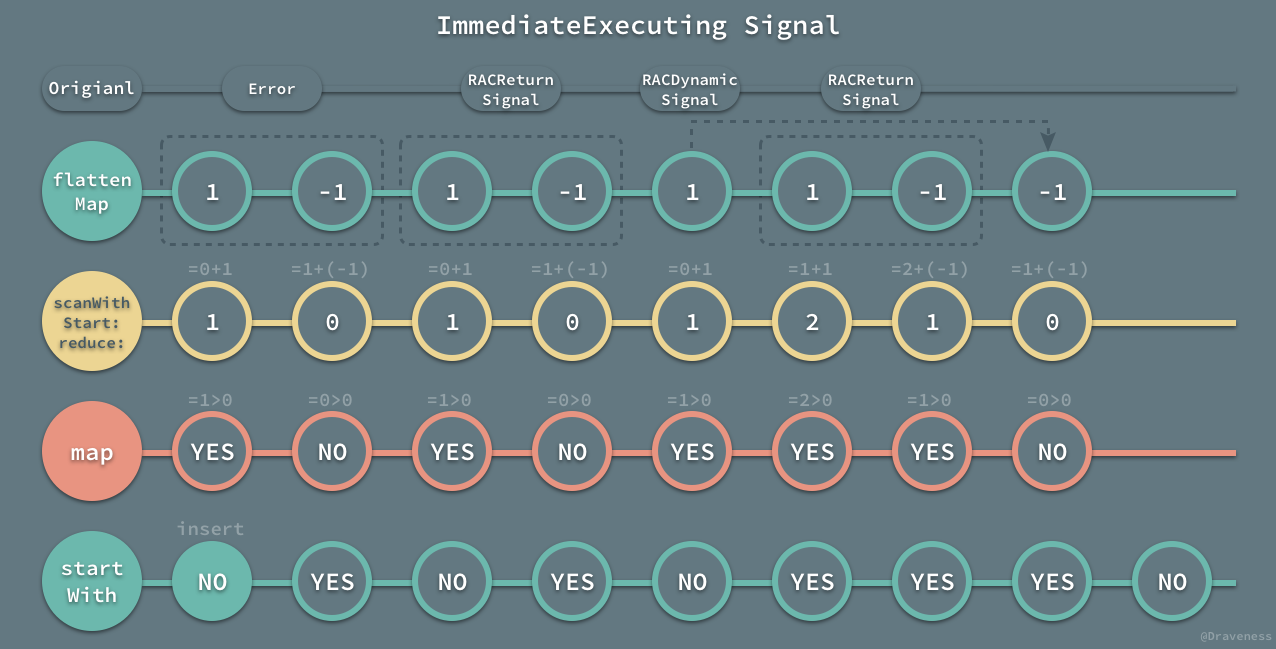 ImmediateExecuting Signal
Origianl
Error
RACReturn
Signal
RACDynamic
Signal
RACReturn
Signal
flatten
Map
1 -1 1 -1 1 1 -1 -1
=0+1 =1+(-1) =0+1 =1+(-1) =0+1 =1+1 =2+(-1) =1+(-1)
scanWith
Start:
reduce:
1 0 1 0 1 2 1 0
=1>0 =0>0 =1>0 =0>0 =1>0 =2>0 =1>0 =0>0
map
YES NO YES NO YES YES YES NO
insert
start
With
NO YES NO YES NO YES YES YES NO
@Draveness